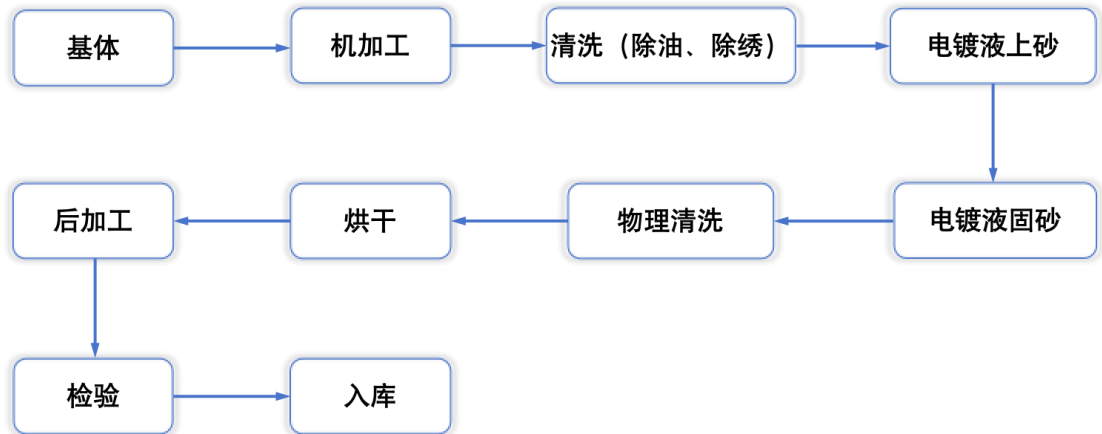 基体
机加工
清洗（除油、除绣）
电镀液上砂
电镀液固砂
物理清洗
烘干
后加工
检验
入库